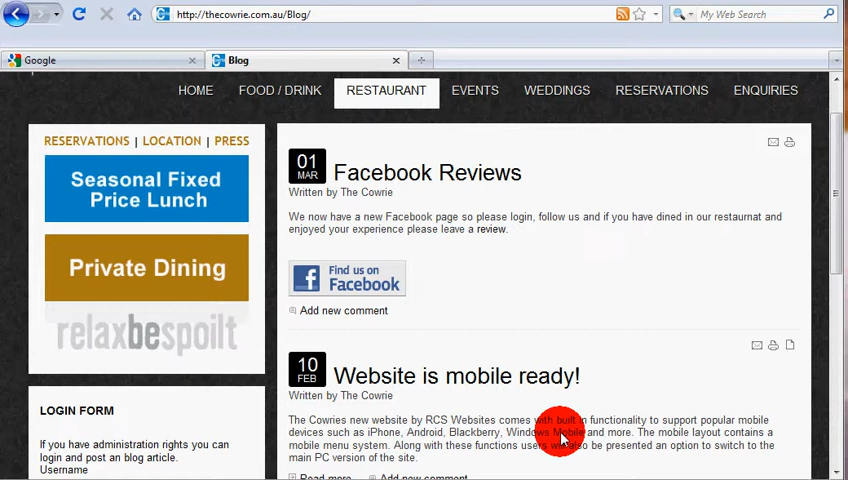 http://thecowrie.com.au/Blog/
My Web Search
Google
Blog
HOME FOOD / DRINK RESTAURANT EVENTS WEDDINGS RESERVATIONS ENQUIRIES
RESERVATIONS | LOCATION | PRESS
Seasonal Fixed
Price Lunch
Private Dining
relaxbespoilt
LOGIN FORM
If you have administration rights you can
login and post an blog article.
Username
01
MAR
Facebook Reviews
Written by The Cowrie
We now have a new Facebook page so please login, follow us and if you have dined in our restaurnat and
enjoyed your experience please leave a review.
Find us on
Facebook
Add new comment
10
FEB
Website is mobile ready!
Written by The Cowrie
The Cowries new website by RCS Websites comes with built in functionality to support popular mobile
devices such as iPhone, Android, Blackberry, Windows Mobile and more. The mobile layout contains a
mobile menu system. Along with these functions users will also be presented an option to switch to the
main PC version of the site.
Read more Add new comment